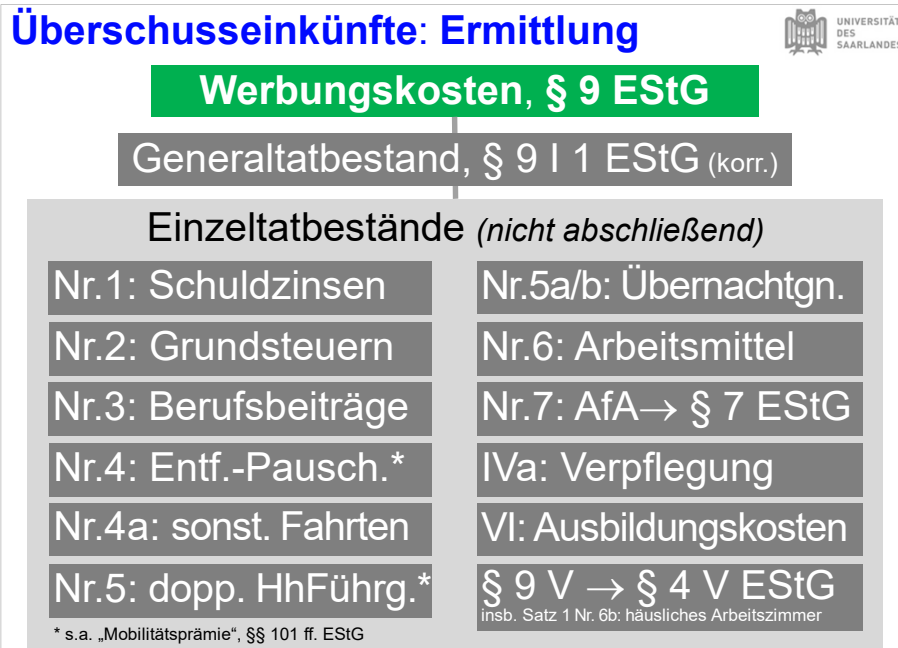 Überschusseinkünfte: Ermittlung
UNIVERSITÄT
DES
SAARLANDES
Werbungskosten, § 9 EStG
Generaltatbestand, § 9 I 1 EStG (korr.)
Einzeltatbestände (nicht abschließend)
Nr.1: Schuldzinsen
Nr.2: Grundsteuern
Nr.3: Berufsbeiträge
Nr.4: Entf.-Pausch.*
Nr.4a: sonst. Fahrten
Nr.5: dopp. HhFührg.*
* s.a. „Mobilitätsprämie“, §§ 101 ff. EStG
Nr.5a/b: Übernachtgn.
Nr.6: Arbeitsmittel
Nr.7: AfA→ § 7 EStG
IVa: Verpflegung
VI: Ausbildungskosten
§ 9 V → § 4 V EStG
insb. Satz 1 Nr. 6b: häusliches Arbeitszimmer